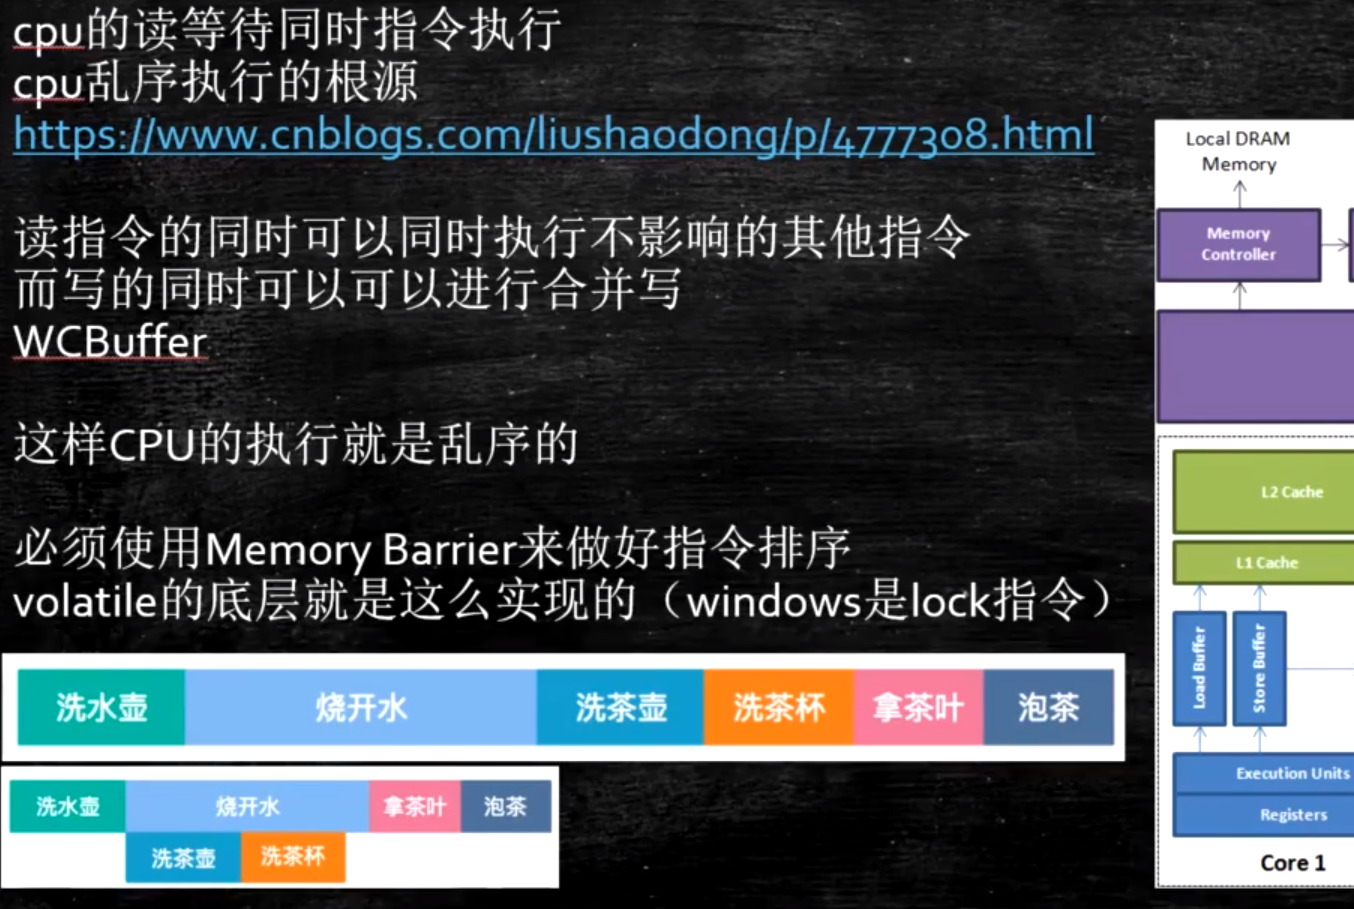 cpu的读等待同时指令执行
cpu乱序执行的根源
https://www.cnblogs.com/liushaodong/p/4777308.html
读指令的同时可以同时执行不影响的其他指令
而写的同时可以可以进行合并写
WCBuffer
这样CPU的执行就是乱序的
必须使用Memory Barrier来做好指令排序
volatile的底层就是这么实现的（windows是lock指令）
洗水壶 烧开水 洗茶壶 洗茶杯 拿茶叶 泡茶
洗水壶 烧开水 拿茶叶 泡茶
洗茶壶 洗茶杯
Local DRAM
Memory
Memory
Controller
L2 Cache
L1 Cache
Load Buffer
Store Buffer
Execution Units
Registers
Core 1